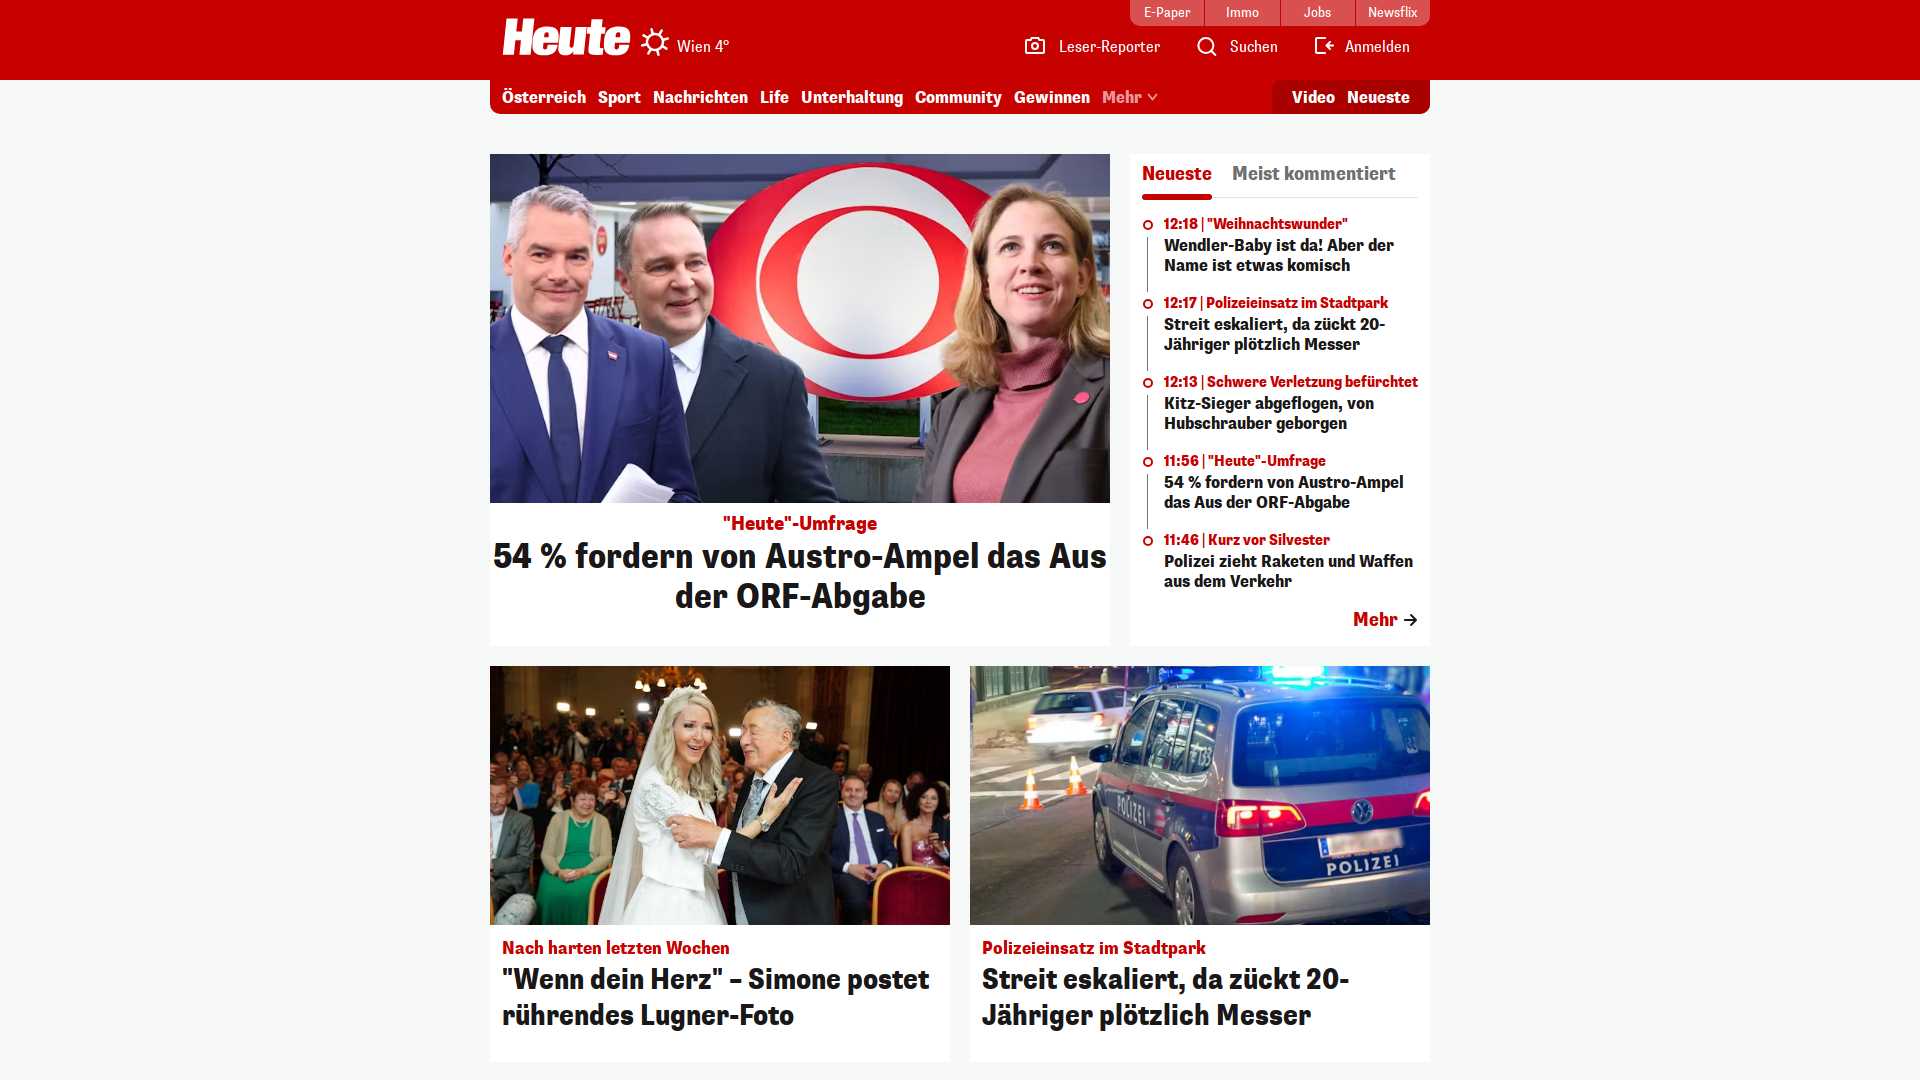 E-Paper
Immo
Jobs
Newsflix
Heute
Wien 4°
Leser-Reporter
Suchen
Anmelden
Österreich
Sport
Nachrichten
Life
Unterhaltung
Community
Gewinnen
Mehr
Video
Neueste
"Heute"-Umfrage
54 % fordern von Austro-Ampel das Aus
der ORF-Abgabe
Neueste
Meist kommentiert
12:18 | "Weihnachtswunder"
Wendler-Baby ist da! Aber der
Name ist etwas komisch
12:17 | Polizeieinsatz im Stadtpark
Streit eskaliert, da zückt 20-
Jähriger plötzlich Messer
12:13 | Schwere Verletzung befürchtet
Kitz-Sieger abgeflogen, von
Hubschrauber geborgen
11:56 | "Heute"-Umfrage
54 % fordern von Austro-Ampel
das Aus der ORF-Abgabe
11:46 | Kurz vor Silvester
Polizei zieht Raketen und Waffen
aus dem Verkehr
Mehr
POLIZEI
133
POLIZEI
Nach harten letzten Wochen
"Wenn dein Herz" – Simone postet
rührendes Lugner-Foto
Polizeieinsatz im Stadtpark
Streit eskaliert, da zückt 20-
Jähriger plötzlich Messer